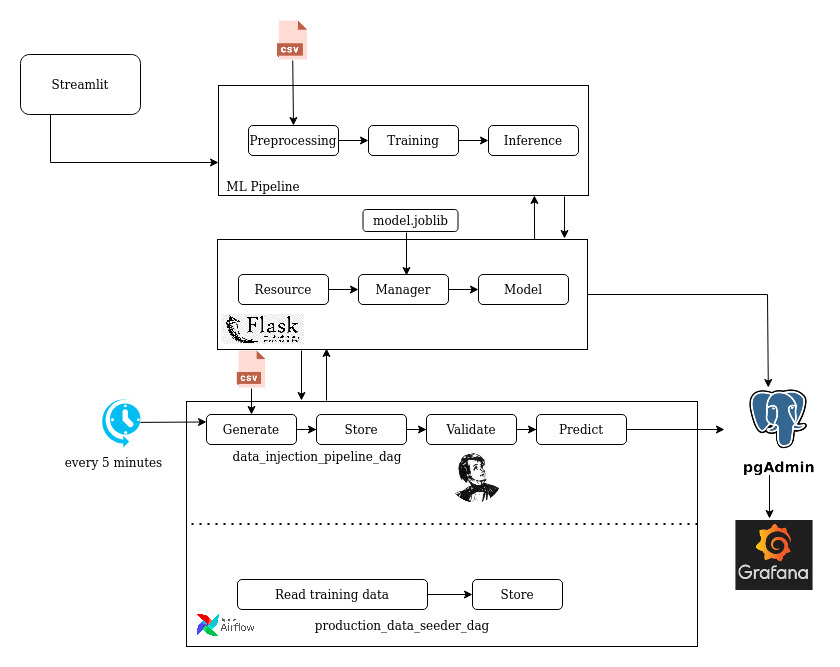 CSV
Streamlit
Preprocessing
Training
Inference
ML Pipeline
model.joblib
Resource
Manager
Model
Flask
CSV
Generate
Store
Validate
Predict
every 5 minutes
data_injection_pipeline_dag
pgAdmin
Grafana
Read training data
Store
Airflow
production_data_seeder_dag